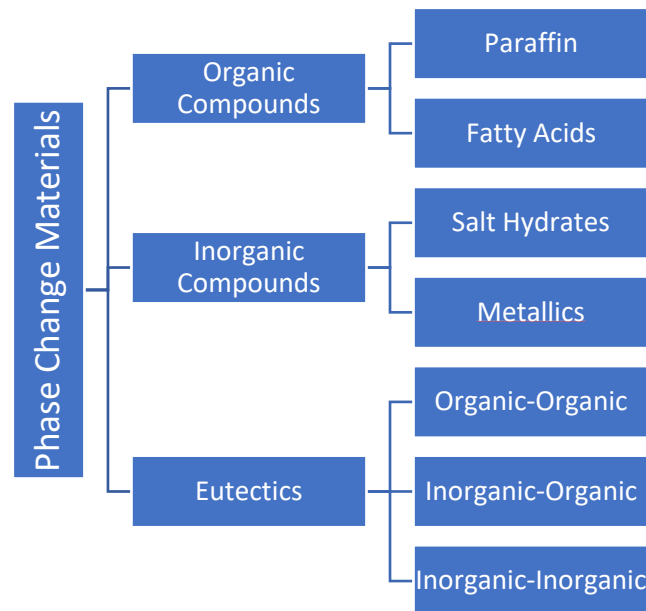 Phase Change Materials
Organic
Compounds
Paraffin
Fatty Acids
Inorganic
Compounds
Salt Hydrates
Metallics
Eutectics
Organic-Organic
Inorganic-Organic
Inorganic-Inorganic